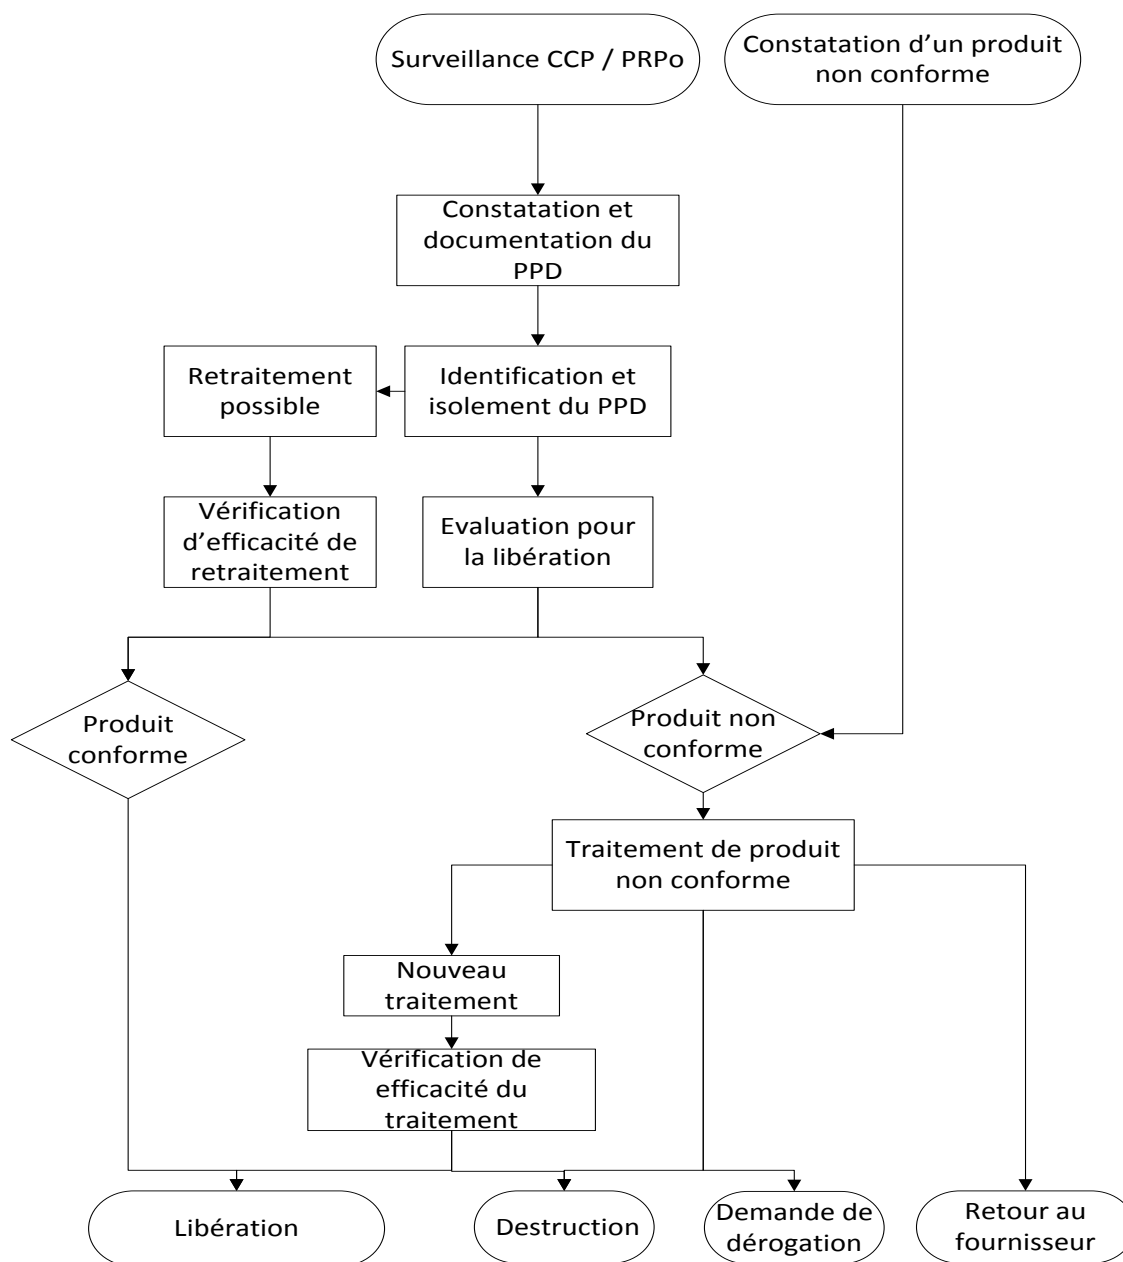 Surveillance CCP / PRPo
Constatation d’un produit
non conforme
Constatation et
documentation du
PPD
Retraitement
possible
Identification et
isolement du PPD
Vérification
d’efficacité de
retraitement
Evaluation pour
la libération
Produit
conforme
Produit non
conforme
Traitement de produit
non conforme
Nouveau
traitement
Vérification de
efficacité du
traitement
Libération
Destruction
Demande de
dérogation
Retour au
fournisseur